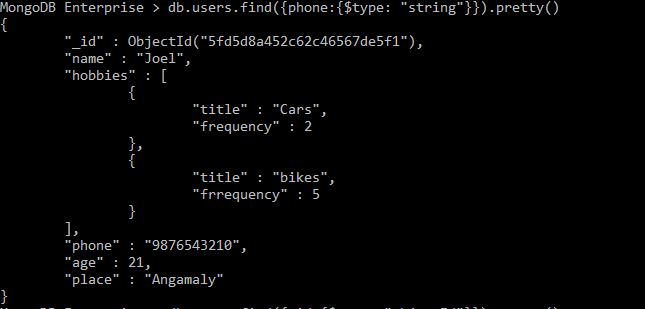 MongoDB Enterprise > db.users.find({phone:{$type: "string"}}).pretty()
{
"_id" : ObjectId("5fd5d8a452c62c46567de5f1"),
"name" : "Joel",
"hobbies" : [
{
"title" : "Cars",
"frequency" : 2
},
{
"title" : "bikes",
"frrequency" : 5
}
],
"phone" : "9876543210",
"age" : 21,
"place" : "Angamaly"
}